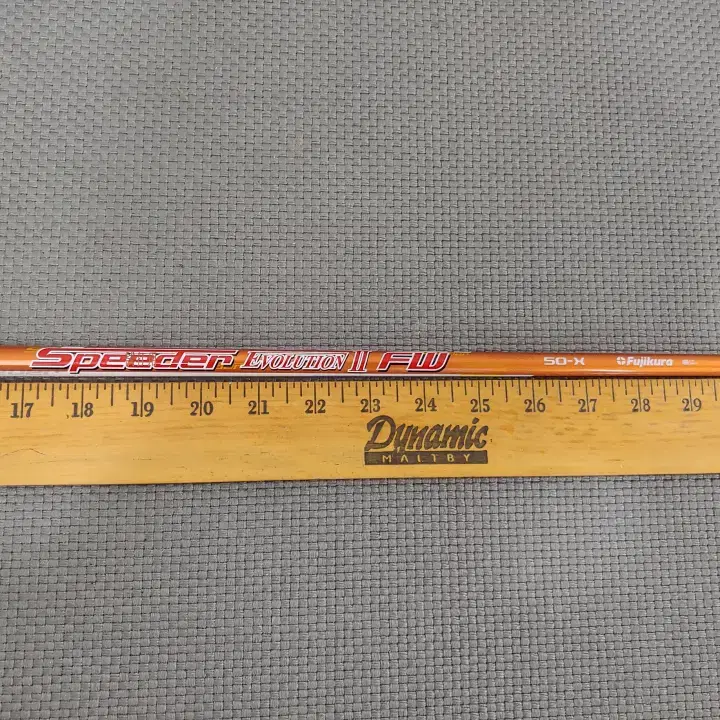 Speeder EVOLUTION II FW 50-X Fujikura
17 18 19 20 21 22 23 24 25 26 27 28 29
Dynamic
MALTBY